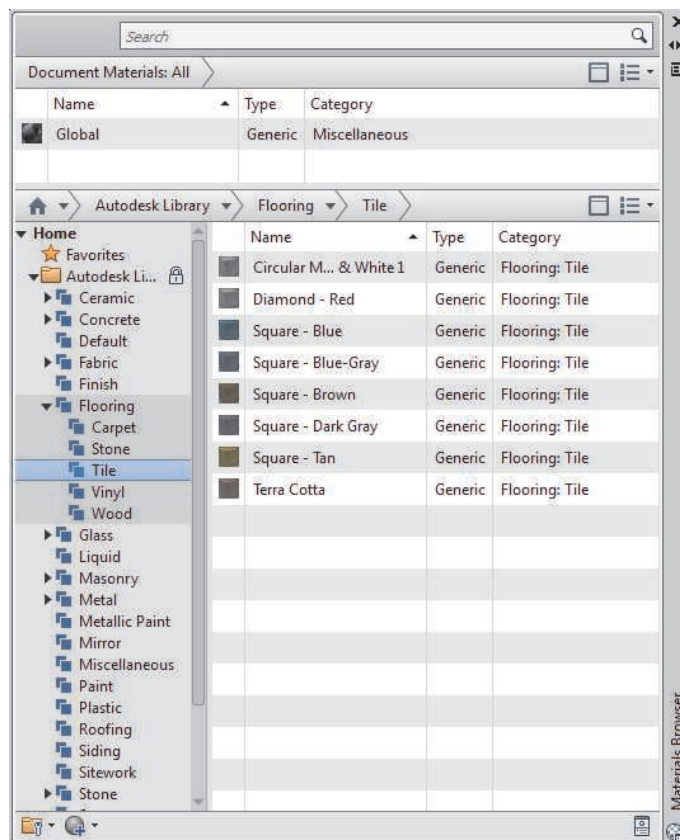 Search
Document Materials: All
Name Type Category
Global Generic Miscellaneous
Autodesk Library Flooring Tile
Home
Favorites
Autodesk Li...
Ceramic
Concrete
Default
Fabric
Finish
Flooring
Carpet
Stone
Tile
Vinyl
Wood
Glass
Liquid
Masonry
Metal
Metallic Paint
Mirror
Miscellaneous
Paint
Plastic
Roofing
Siding
Sitework
Stone
Name Type Category
Circular M... & White 1 Generic Flooring: Tile
Diamond - Red Generic Flooring: Tile
Square - Blue Generic Flooring: Tile
Square - Blue-Gray Generic Flooring: Tile
Square - Brown Generic Flooring: Tile
Square - Dark Gray Generic Flooring: Tile
Square - Tan Generic Flooring: Tile
Terra Cotta Generic Flooring: Tile
Materials Browser